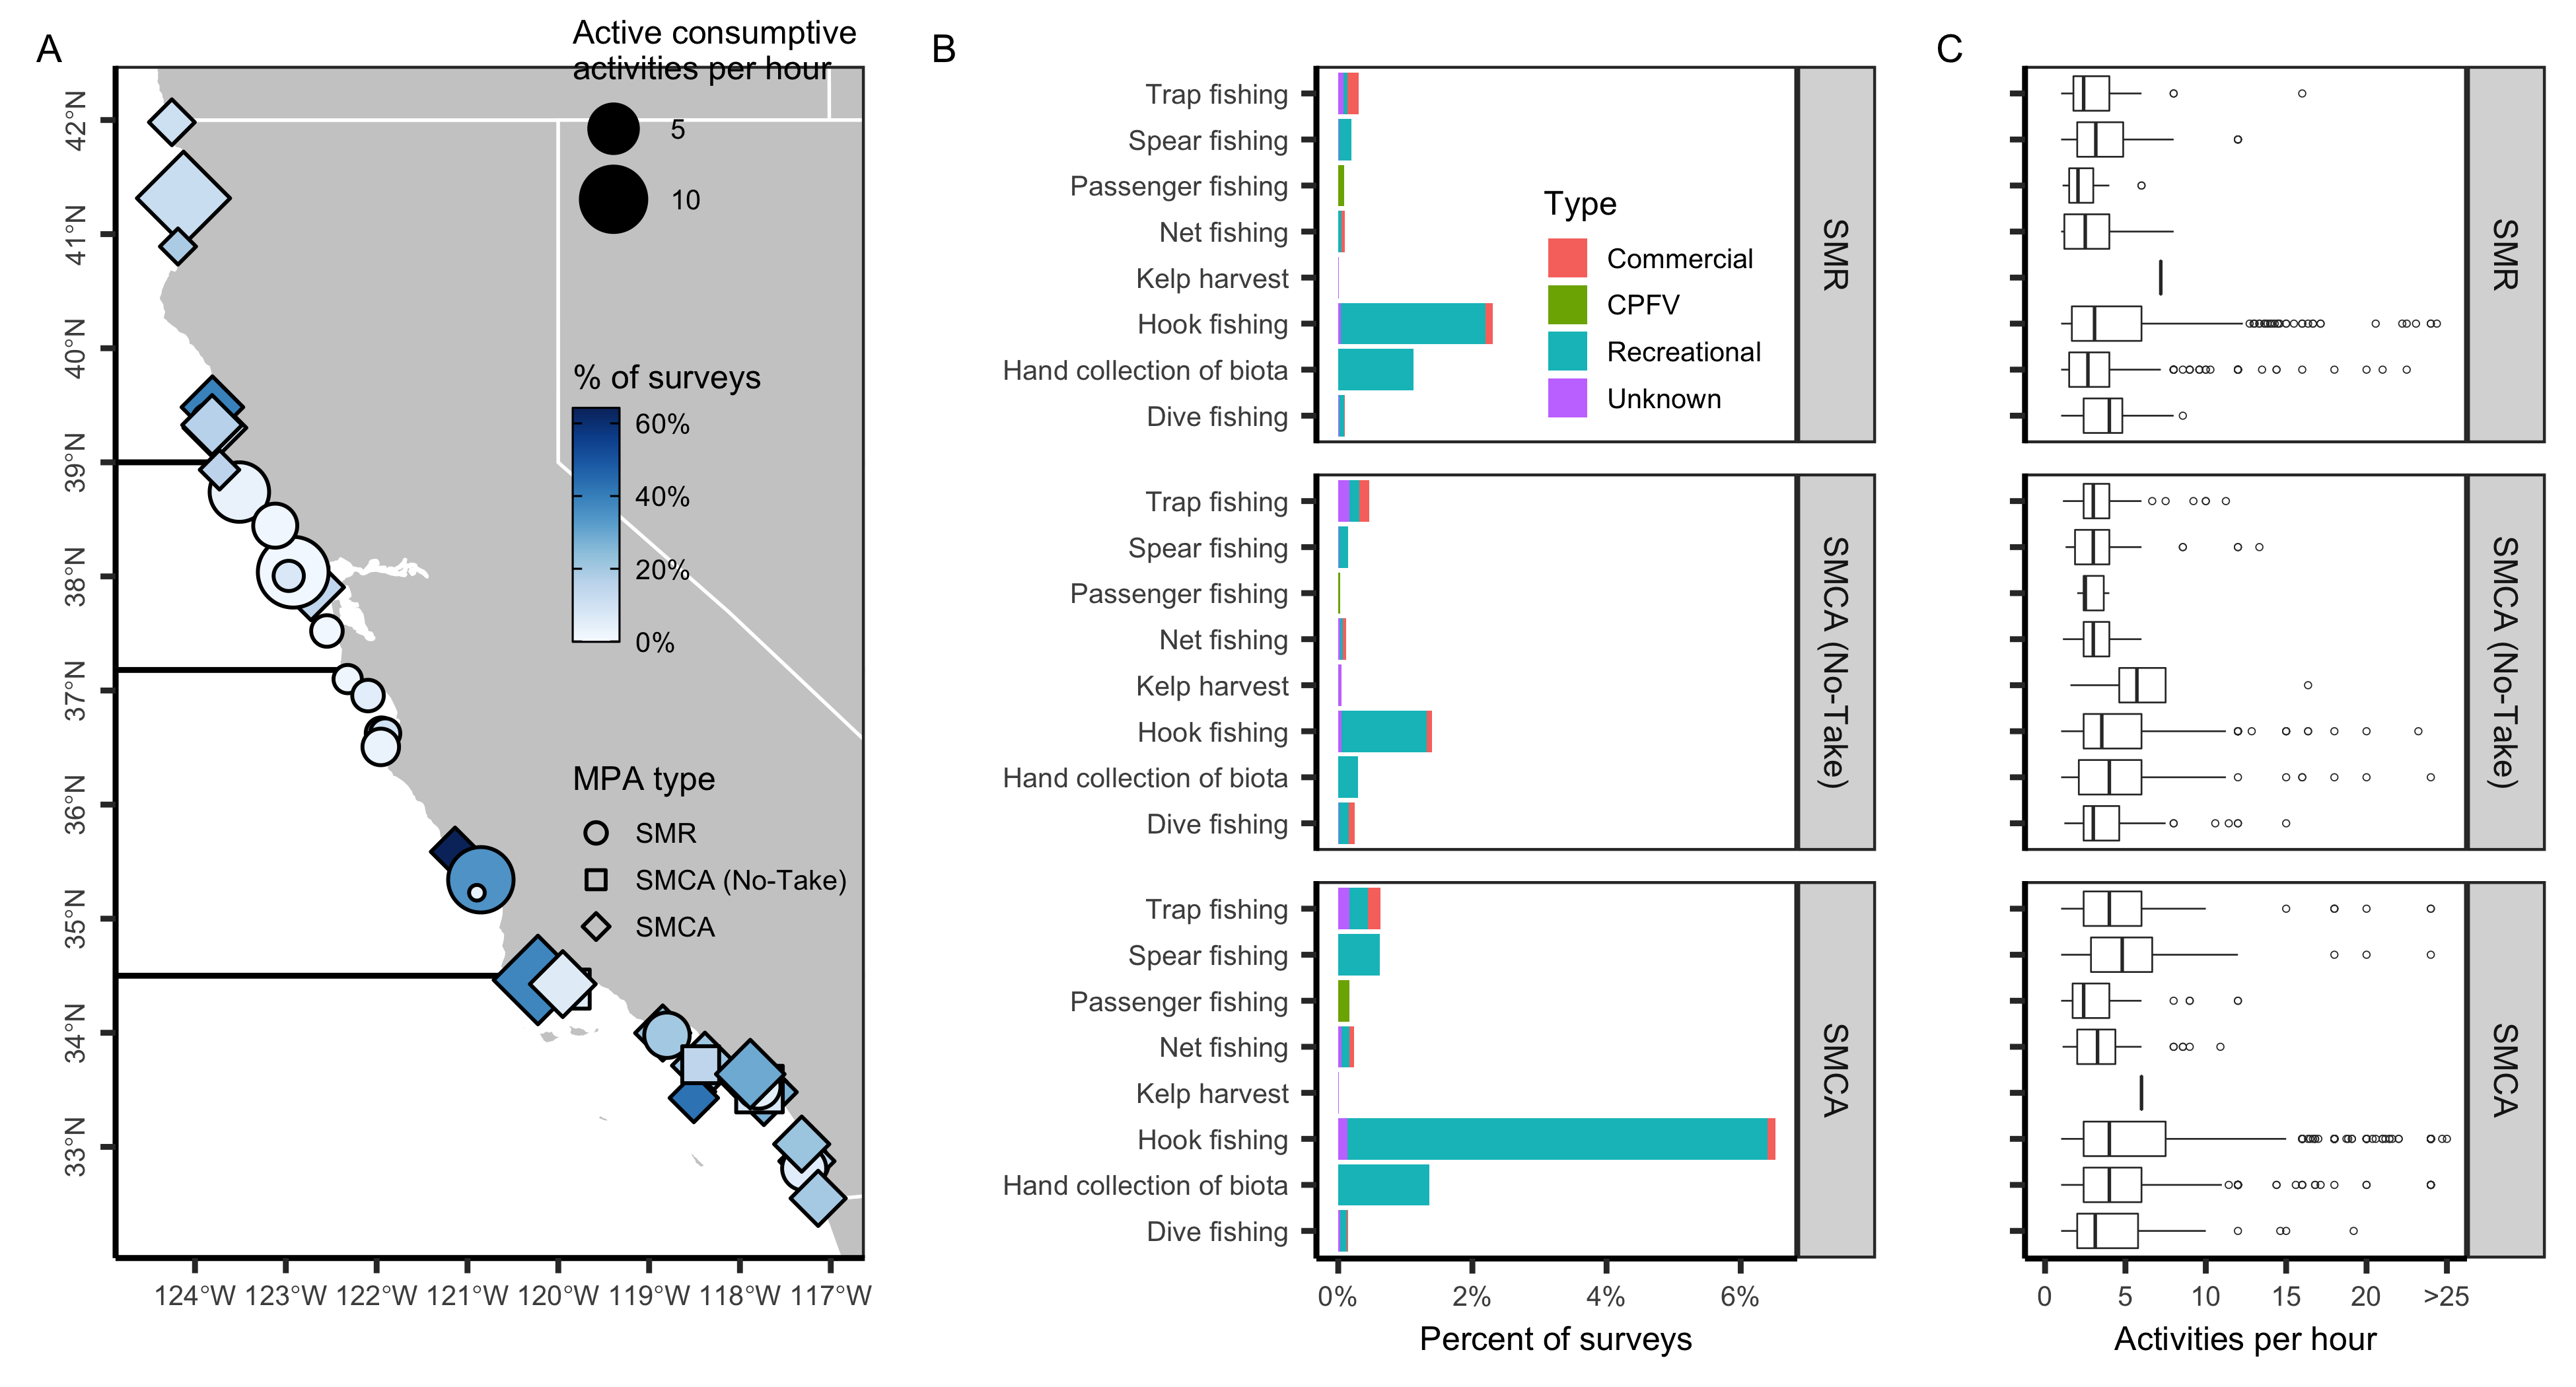 A
Active consumptive
activities per hour
5
10
% of surveys
60%
40%
20%
0%
MPA type
SMR
SMCA (No-Take)
SMCA
42°N
41°N
40°N
39°N
38°N
37°N
36°N
35°N
34°N
33°N
124°W 123°W 122°W 121°W 120°W 119°W 118°W 117°W
B
Trap fishing
Spear fishing
Passenger fishing
Net fishing
Kelp harvest
Hook fishing
Hand collection of biota
Dive fishing
Type
Commercial
CPFV
Recreational
Unknown
SMR
Trap fishing
Spear fishing
Passenger fishing
Net fishing
Kelp harvest
Hook fishing
Hand collection of biota
Dive fishing
SMCA (No-Take)
Trap fishing
Spear fishing
Passenger fishing
Net fishing
Kelp harvest
Hook fishing
Hand collection of biota
Dive fishing
SMCA
0% 2% 4% 6%
Percent of surveys
C
SMR
SMCA (No-Take)
SMCA
0 5 10 15 20 >25
Activities per hour